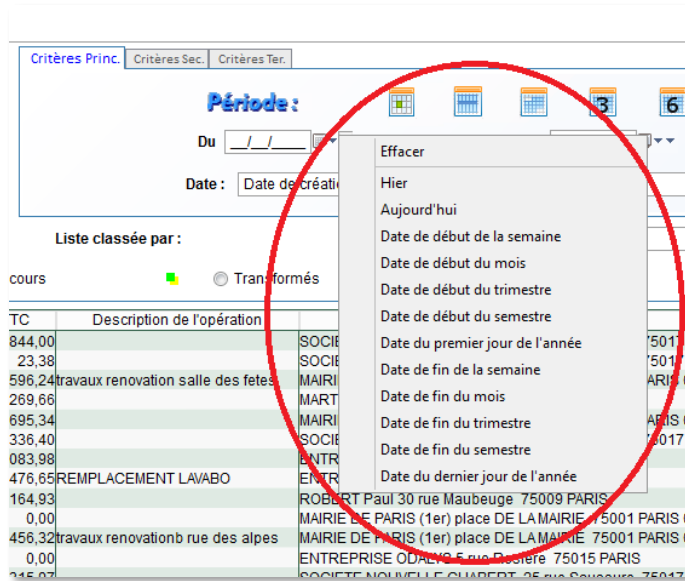 Critères Princ. Critères Sec. Critères Ter.
Période :
3 6
Du __/__/____
Effacer
Date : Date de créati
Hier
Aujourd'hui
Liste classée par :
Date de début de la semaine
Date de début du mois
cours Transformés
Date de début du trimestre
Date de début du semestre
Date du premier jour de l'année
Date de fin de la semaine
Date de fin du mois
Date de fin du trimestre
Date de fin du semestre
Date du dernier jour de l'année
TC Description de l'opération
844,00 SOCIE 75017
23,38 SOCIE 75017
596,24 travaux renovation salle des fetes MAIRIE PARIS
269,66 MART
695,34 MAIRI PARIS
336,40 SOCIE 75017
083,98 ENTR
476,65 REMPLACEMENT LAVABO ENTR
164,93 ROBERT Paul 30 rue Maubeuge 75009 PARIS
0,00 MAIRIE DE PARIS (1er) place DE LA MAIRIE 75001 PARIS
456,32 travaux renovationb rue des alpes MAIRIE DE PARIS (1er) place DE LA MAIRIE 75001 PARIS
0,00 ENTREPRISE ODALYS 5 rue Rosière 75015 PARIS